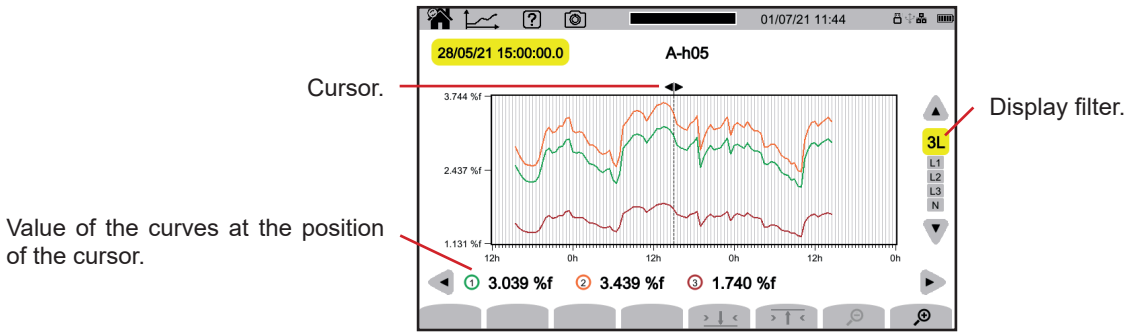 ?
01/07/21 11:44
28/05/21 15:00:00.0
A-h05
Cursor.
3.744 %f
Display filter.
3L
L1
L2
L3
N
2.437 %f
Value of the curves at the position
of the cursor.
1.131 %f
12h 0h 12h 0h 12h 0h
1 3.039 %f 2 3.439 %f 3 1.740 %f